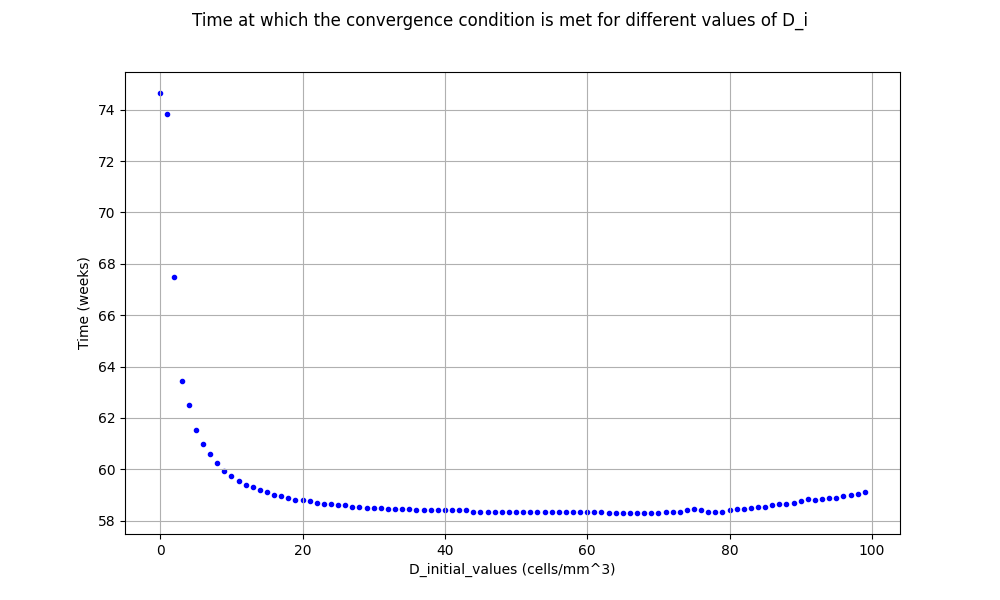 Time at which the convergence condition is met for different values of D_i
74
72
70
68
66
64
62
60
58
Time (weeks)
0 20 40 60 80 100
D_initial_values (cells/mm^3)